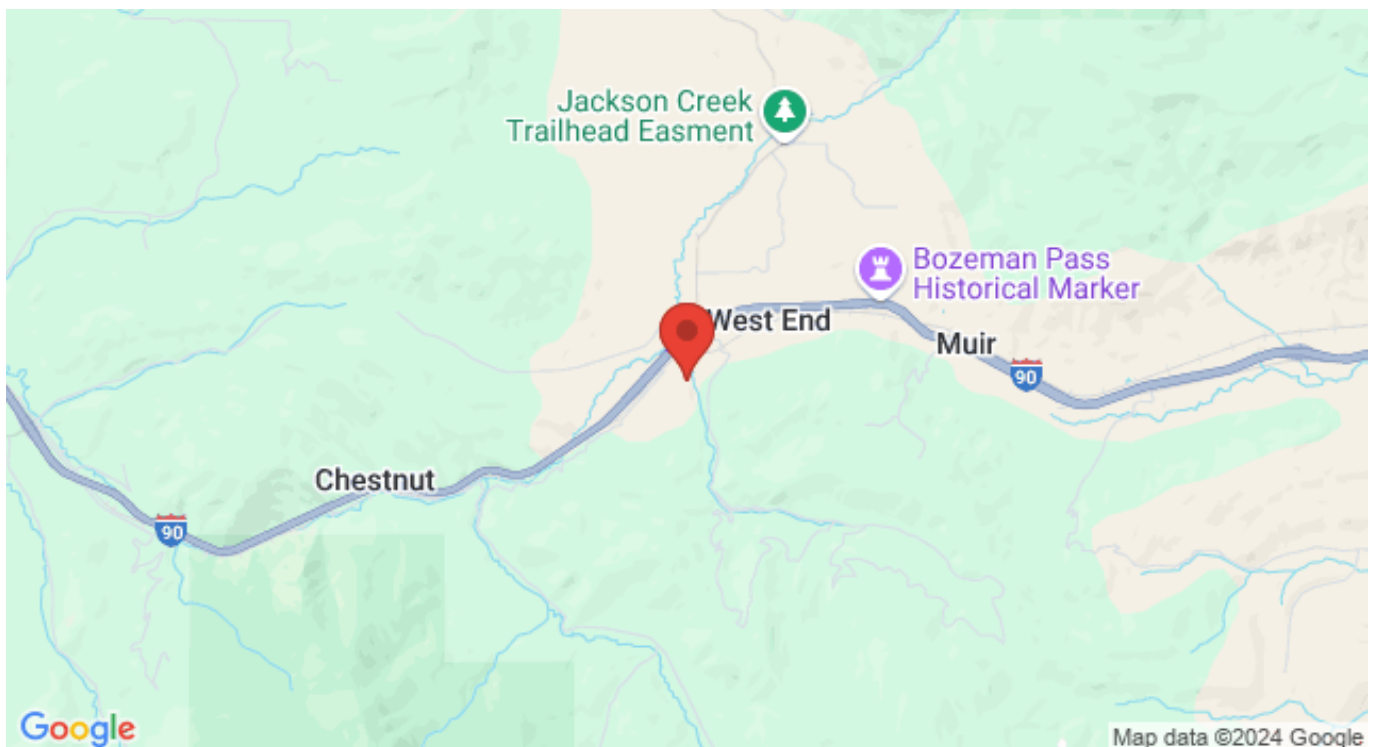 Jackson Creek
Trailhead Easment
Bozeman Pass
Historical Marker
West End
Muir
90
Chestnut
90
Google
Map data ©2024 Google